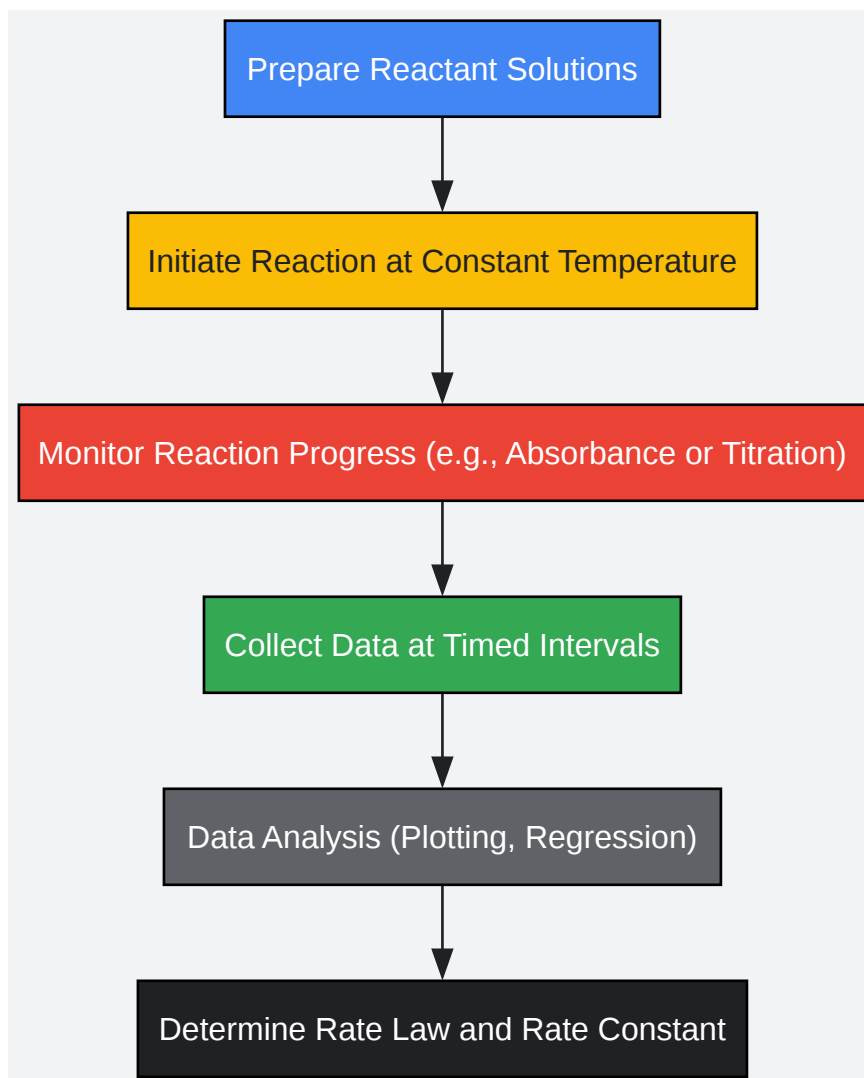 Prepare Reactant Solutions
Initiate Reaction at Constant Temperature
Monitor Reaction Progress (e.g., Absorbance or Titration)
Collect Data at Timed Intervals
Data Analysis (Plotting, Regression)
Determine Rate Law and Rate Constant